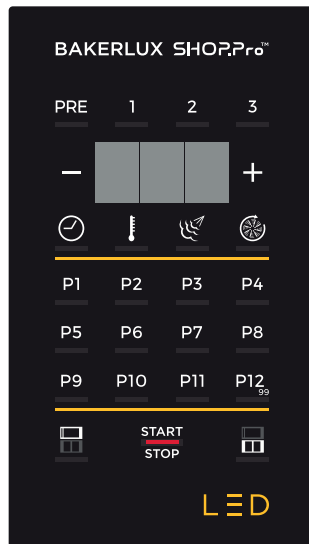 BAKERLUX SHOP.Pro™
PRE 1 2 3
− +
P1 P2 P3 P4
P5 P6 P7 P8
P9 P10 P11 P12
99
START
STOP
LED